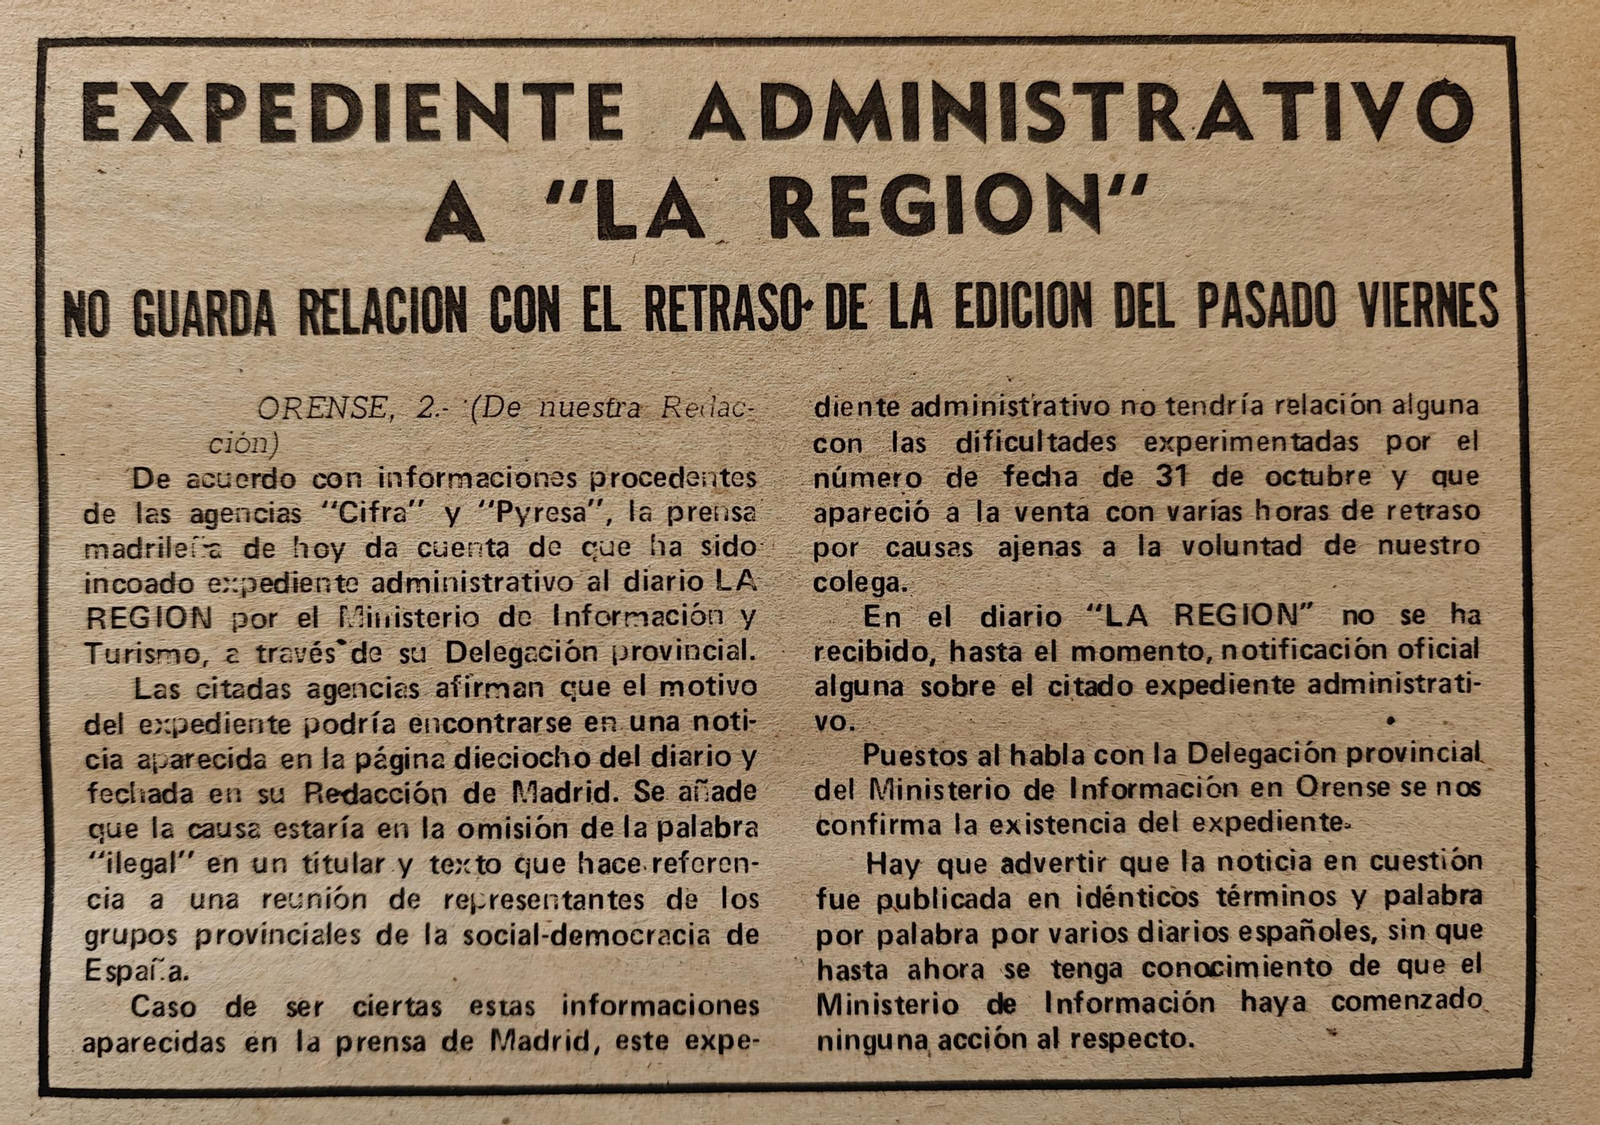 EXPEDIENTE ADMINISTRATIVO
A "LA REGION"
NO GUARDA RELACION CON EL RETRASO DE LA EDICION DEL PASADO VIERNES
ORENSE, 2.- (De nuestra Redac-
ción)
De acuerdo con informaciones procedentes
de las agencias "Cifra" y "Pyresa", la prensa
madrileña de hoy da cuenta de que ha sido
incoado expediente administrativo al diario LA
REGION por el Ministerio de Información y
Turismo, a través de su Delegación provincial.
Las citadas agencias afirman que el motivo
del expediente podría encontrarse en una noti-
cia aparecida en la página dieciocho del diario y
fechada en su Redacción de Madrid. Se añade
que la causa estaría en la omisión de la palabra
"ilegal" en un titular y texto que hace referen-
cia a una reunión de representantes de los
grupos provinciales de la social-democracia de
España.
Caso de ser ciertas estas informaciones
aparecidas en la prensa de Madrid, este expe-
diente administrativo no tendría relación alguna
con las dificultades experimentadas por el
número de fecha de 31 de octubre y que
apareció a la venta con varias horas de retraso
por causas ajenas a la voluntad de nuestro
colega.
En el diario "LA REGION" no se ha
recibido, hasta el momento, notificación oficial
alguna sobre el citado expediente administrati-
vo.
Puestos al habla con la Delegación provincial
del Ministerio de Información en Orense se nos
confirma la existencia del expediente.
Hay que advertir que la noticia en cuestión
fue publicada en idénticos términos y palabra
por palabra por varios diarios españoles, sin que
hasta ahora se tenga conocimiento de que el
Ministerio de Información haya comenzado
ninguna acción al respecto.